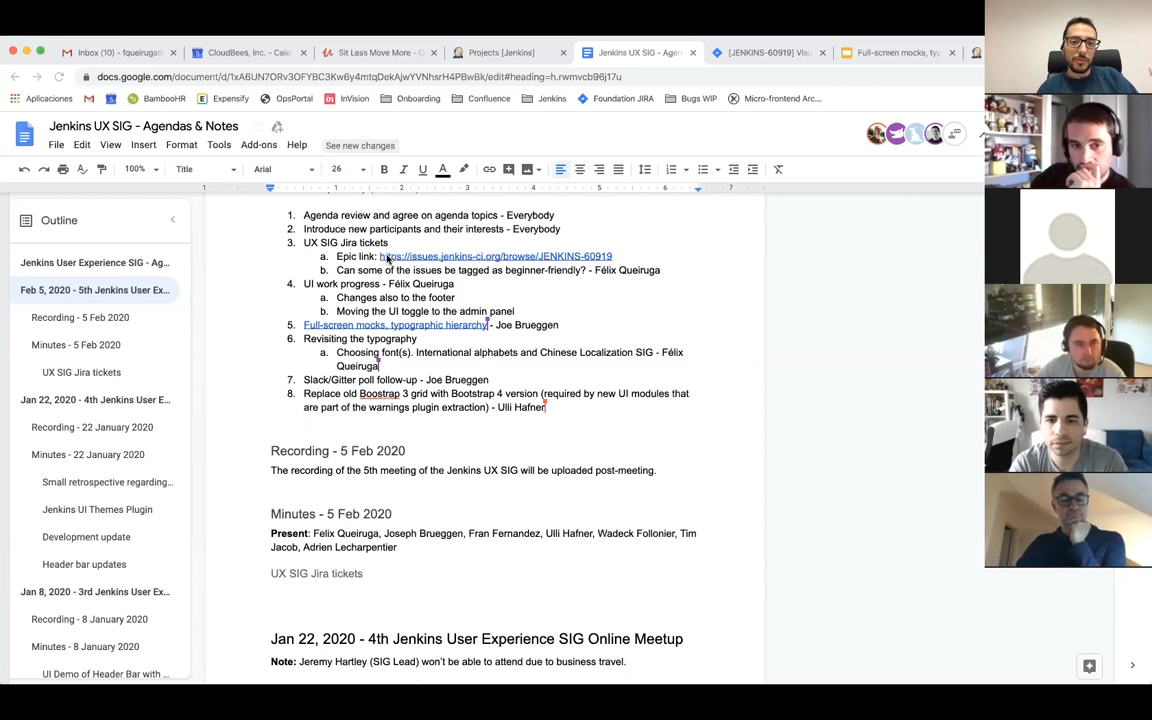 Inbox (10) - fqueiruga@
CloudBees, Inc. - Cale
Sit Less Move More - 
Projects [Jenkins]
Jenkins UX SIG - Agen
[JENKINS-60919] Visu
Full-screen mocks, typ
docs.google.com/document/d/1xA6UN7ORv3OFYBC3Kw6y4mtqDekAjwYVNhsrH4PBwBk/edit#heading=h.rwmvcb96j17u
Aplicaciones BambooHR Expensify OpsPortal InVision Onboarding Confluence Jenkins Foundation JIRA Bugs WIP Micro-frontend Arc...
Jenkins UX SIG - Agendas & Notes
File Edit View Insert Format Tools Add-ons Help See new changes
100% Title Arial 26
1 1 2 3 4 5 6 7
Outline
Jenkins User Experience SIG - Ag...
Feb 5, 2020 - 5th Jenkins User Ex...
Recording - 5 Feb 2020
Minutes - 5 Feb 2020
UX SIG Jira tickets
Jan 22, 2020 - 4th Jenkins User E...
Recording - 22 January 2020
Minutes - 22 January 2020
Small retrospective regarding...
Jenkins UI Themes Plugin
Development update
Header bar updates
Jan 8, 2020 - 3rd Jenkins User Ex...
Recording - 8 January 2020
Minutes - 8 January 2020
UI Demo of Header Bar with ...
1. Agenda review and agree on agenda topics - Everybody
2. Introduce new participants and their interests - Everybody
3. UX SIG Jira tickets
a. Epic link: https://issues.jenkins-ci.org/browse/JENKINS-60919
b. Can some of the issues be tagged as beginner-friendly? - Félix Queiruga
4. UI work progress - Félix Queiruga
a. Changes also to the footer
b. Moving the UI toggle to the admin panel
5. Full-screen mocks, typographic hierarchy - Joe Brueggen
6. Revisiting the typography
a. Choosing font(s). International alphabets and Chinese Localization SIG - Félix
Queiruga
7. Slack/Gitter poll follow-up - Joe Brueggen
8. Replace old Boostrap 3 grid with Bootstrap 4 version (required by new UI modules that
are part of the warnings plugin extraction) - Ulli Hafner
Recording - 5 Feb 2020
The recording of the 5th meeting of the Jenkins UX SIG will be uploaded post-meeting.
Minutes - 5 Feb 2020
Present: Felix Queiruga, Joseph Brueggen, Fran Fernandez, Ulli Hafner, Wadeck Follonier, Tim
Jacob, Adrien Lecharpentier
UX SIG Jira tickets
Jan 22, 2020 - 4th Jenkins User Experience SIG Online Meetup
Note: Jeremy Hartley (SIG Lead) won't be able to attend due to business travel.